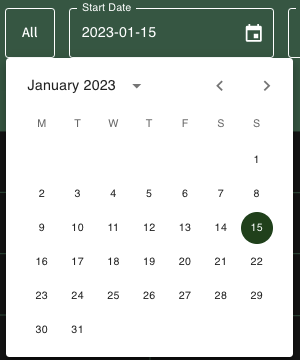 Start Date
All
2023-01-15
January 2023
M T W T F S S
1
2 3 4 5 6 7 8
9 10 11 12 13 14 15
16 17 18 19 20 21 22
23 24 25 26 27 28 29
30 31